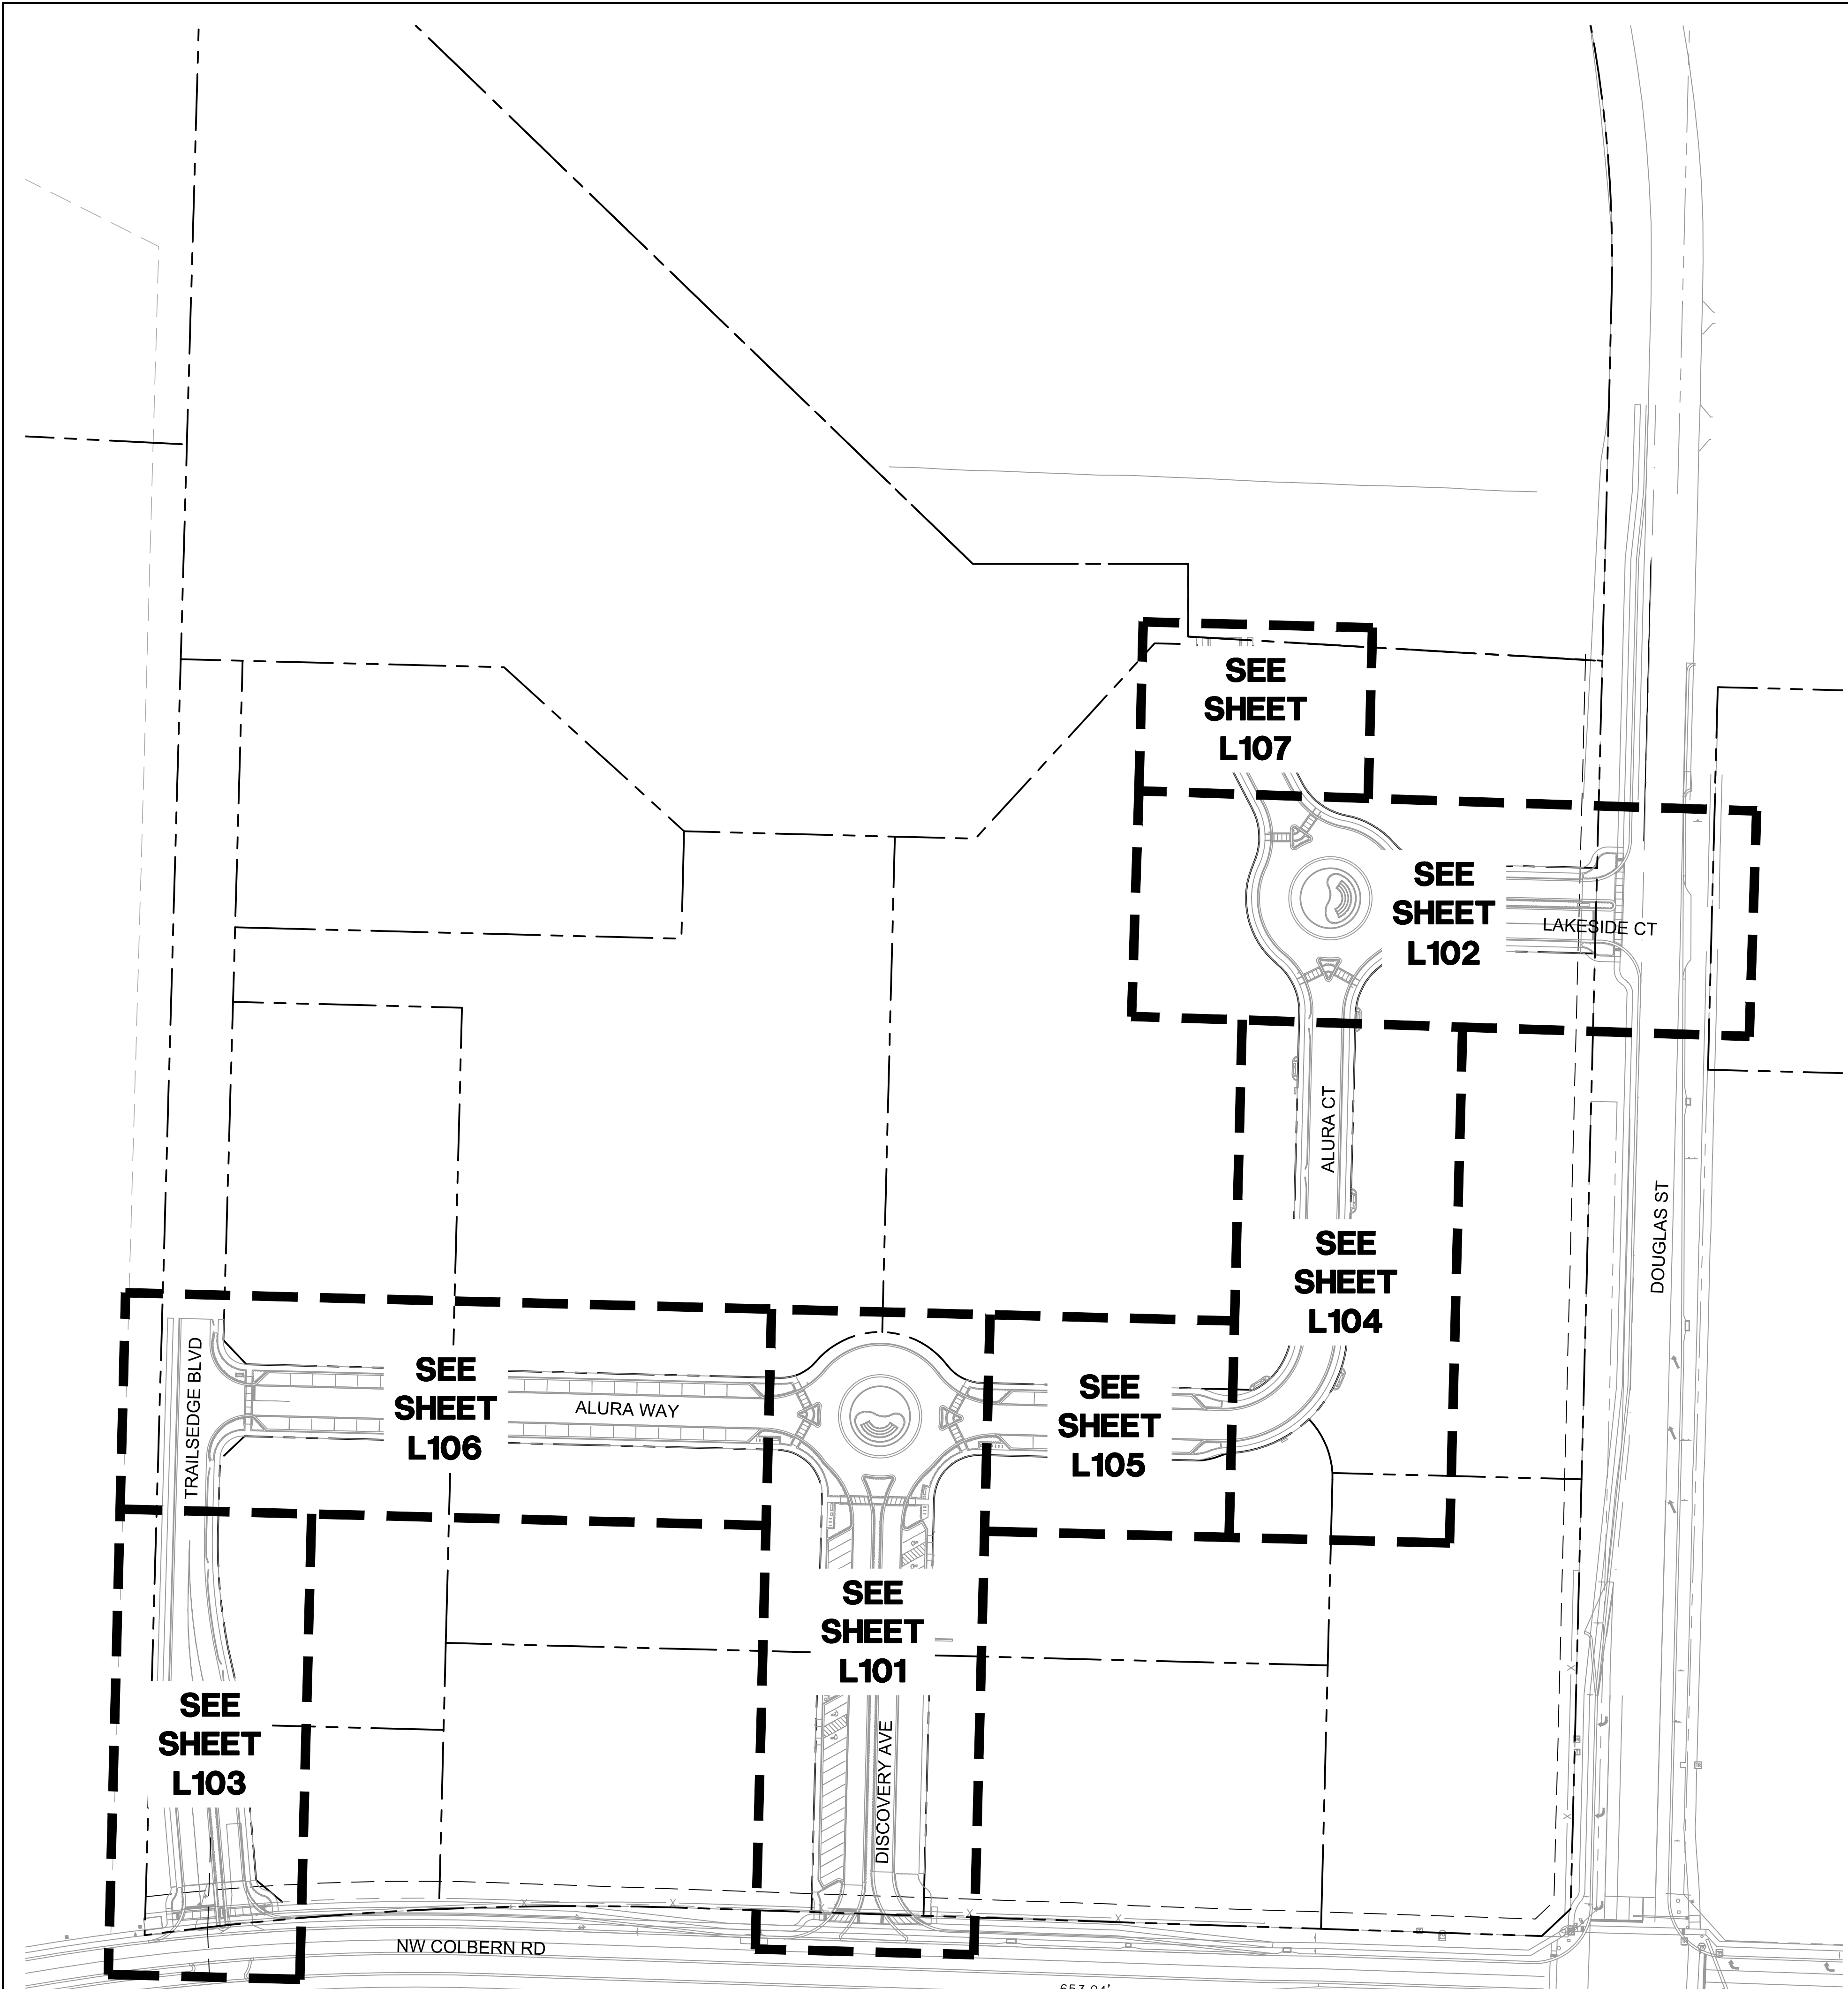 SEE
SHEET
L107
SEE
SHEET
L102
LAKESIDE CT
ALURA CT
DOUGLAS ST
SEE
SHEET
L104
TRAILSEDGE BLVD
SEE
SHEET
L106
ALURA WAY
SEE
SHEET
L105
SEE
SHEET
L101
SEE
SHEET
L103
DISCOVERY AVE
NW COLBERN RD